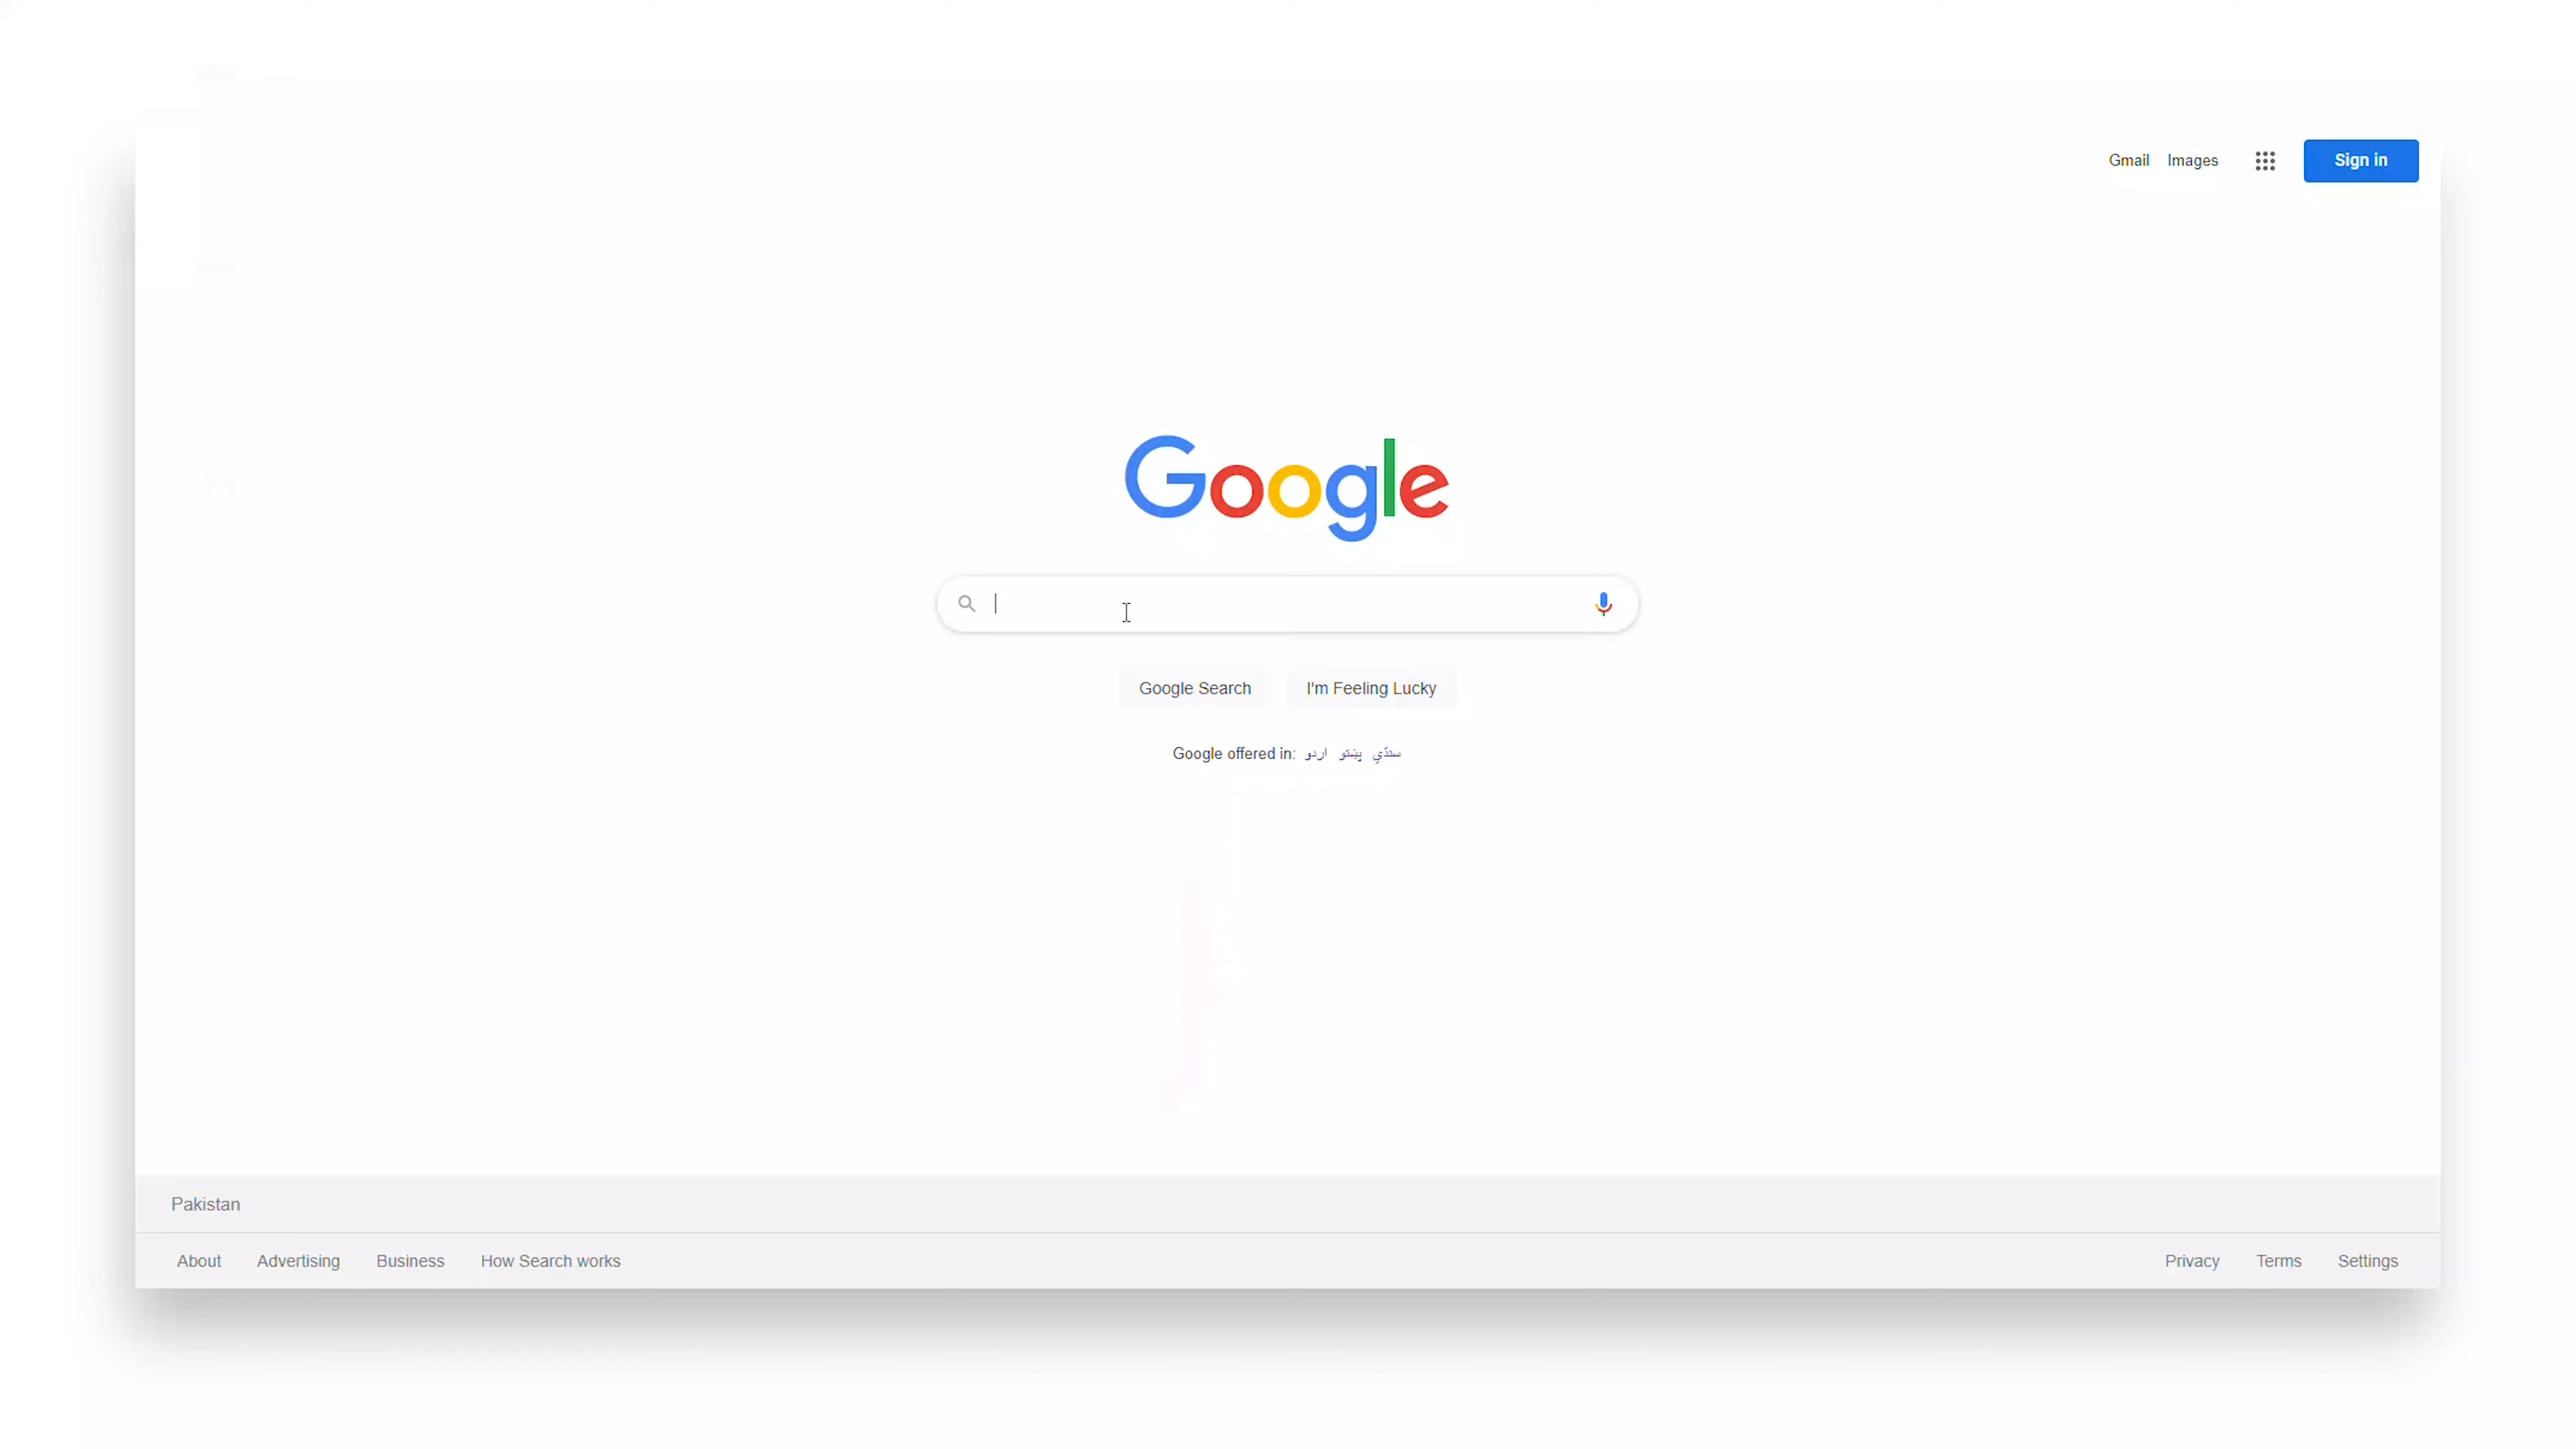 Gmail Images Sign in
Google
Google Search I'm Feeling Lucky
Google offered in: اردو پښتو سنڌي
Pakistan
About Advertising Business How Search works Privacy Terms Settings